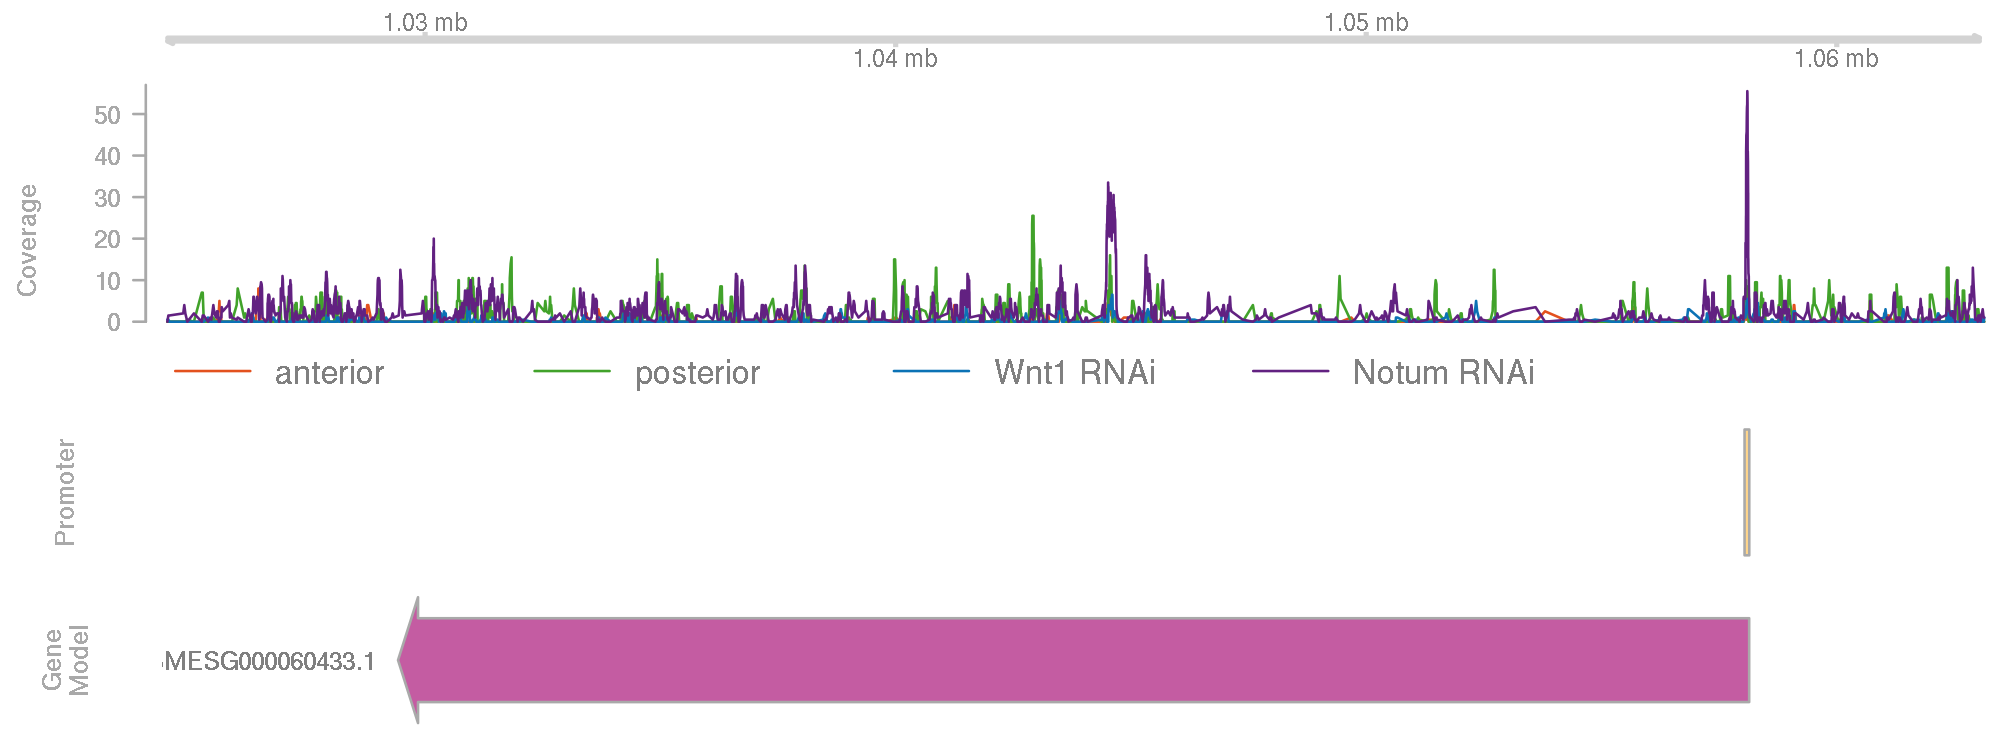 1.03 mb
1.05 mb
1.04 mb
1.06 mb
Coverage
50
40
30
20
10
0
anterior posterior Wnt1 RNAi Notum RNAi
Promoter
Gene
Model
MESG000060433.1